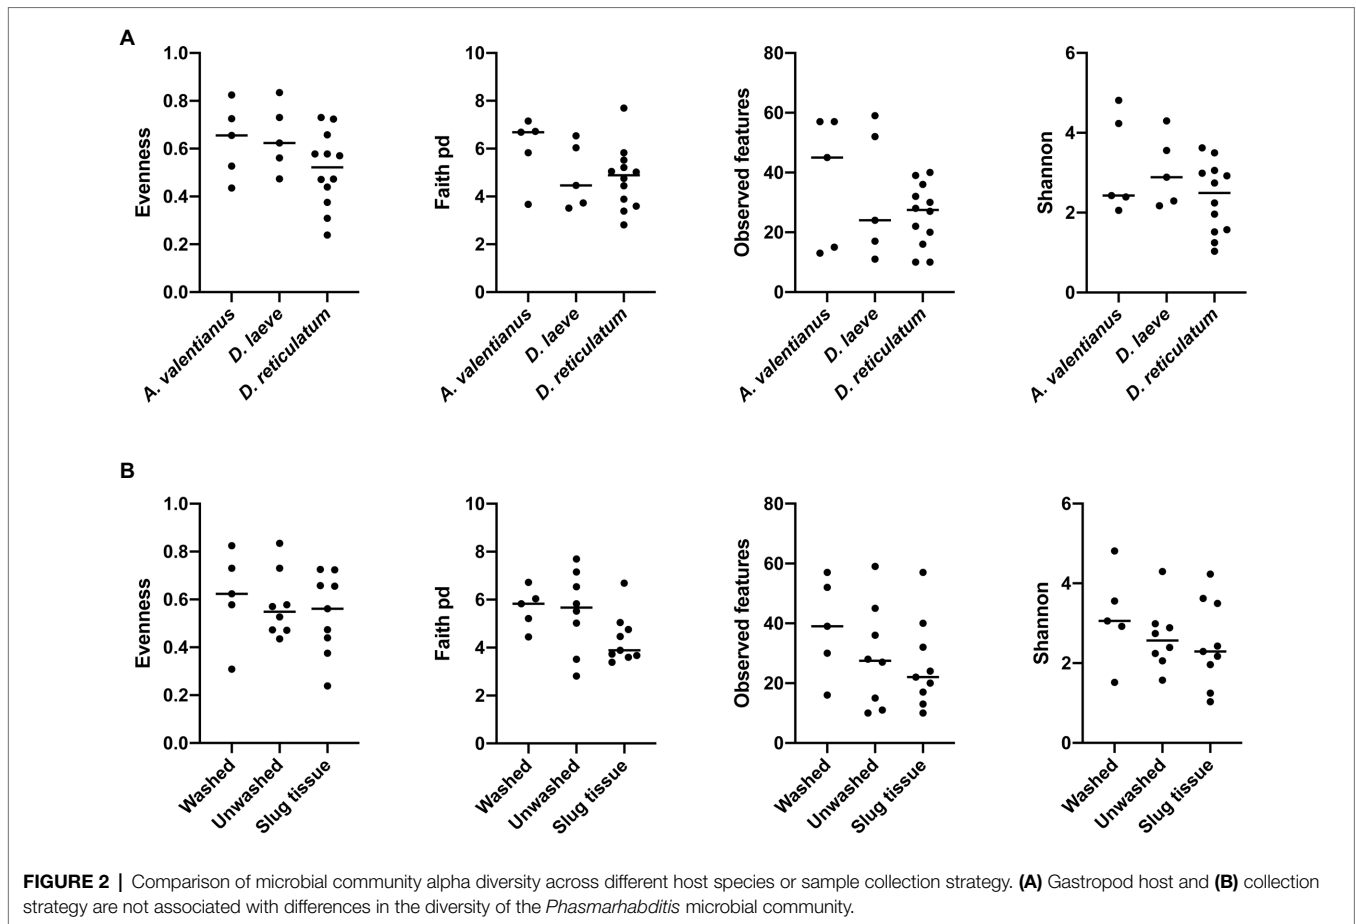 A
Evenness
1.0
0.8
0.6
0.4
0.2
0.0
A. valentianus
D. laeve
D. reticulatum
Faith pd
10
8
6
4
2
0
A. valentianus
D. laeve
D. reticulatum
Observed features
80
60
40
20
0
A. valentianus
D. laeve
D. reticulatum
Shannon
6
4
2
0
A. valentianus
D. laeve
D. reticulatum
B
Evenness
1.0
0.8
0.6
0.4
0.2
0.0
Washed
Unwashed
Slug tissue
Faith pd
10
8
6
4
2
0
Washed
Unwashed
Slug tissue
Observed features
80
60
40
20
0
Washed
Unwashed
Slug tissue
Shannon
6
4
2
0
Washed
Unwashed
Slug tissue
FIGURE 2 | Comparison of microbial community alpha diversity across different host species or sample collection strategy. (A) Gastropod host and (B) collection
strategy are not associated with differences in the diversity of the Phasmarhabditis microbial community.